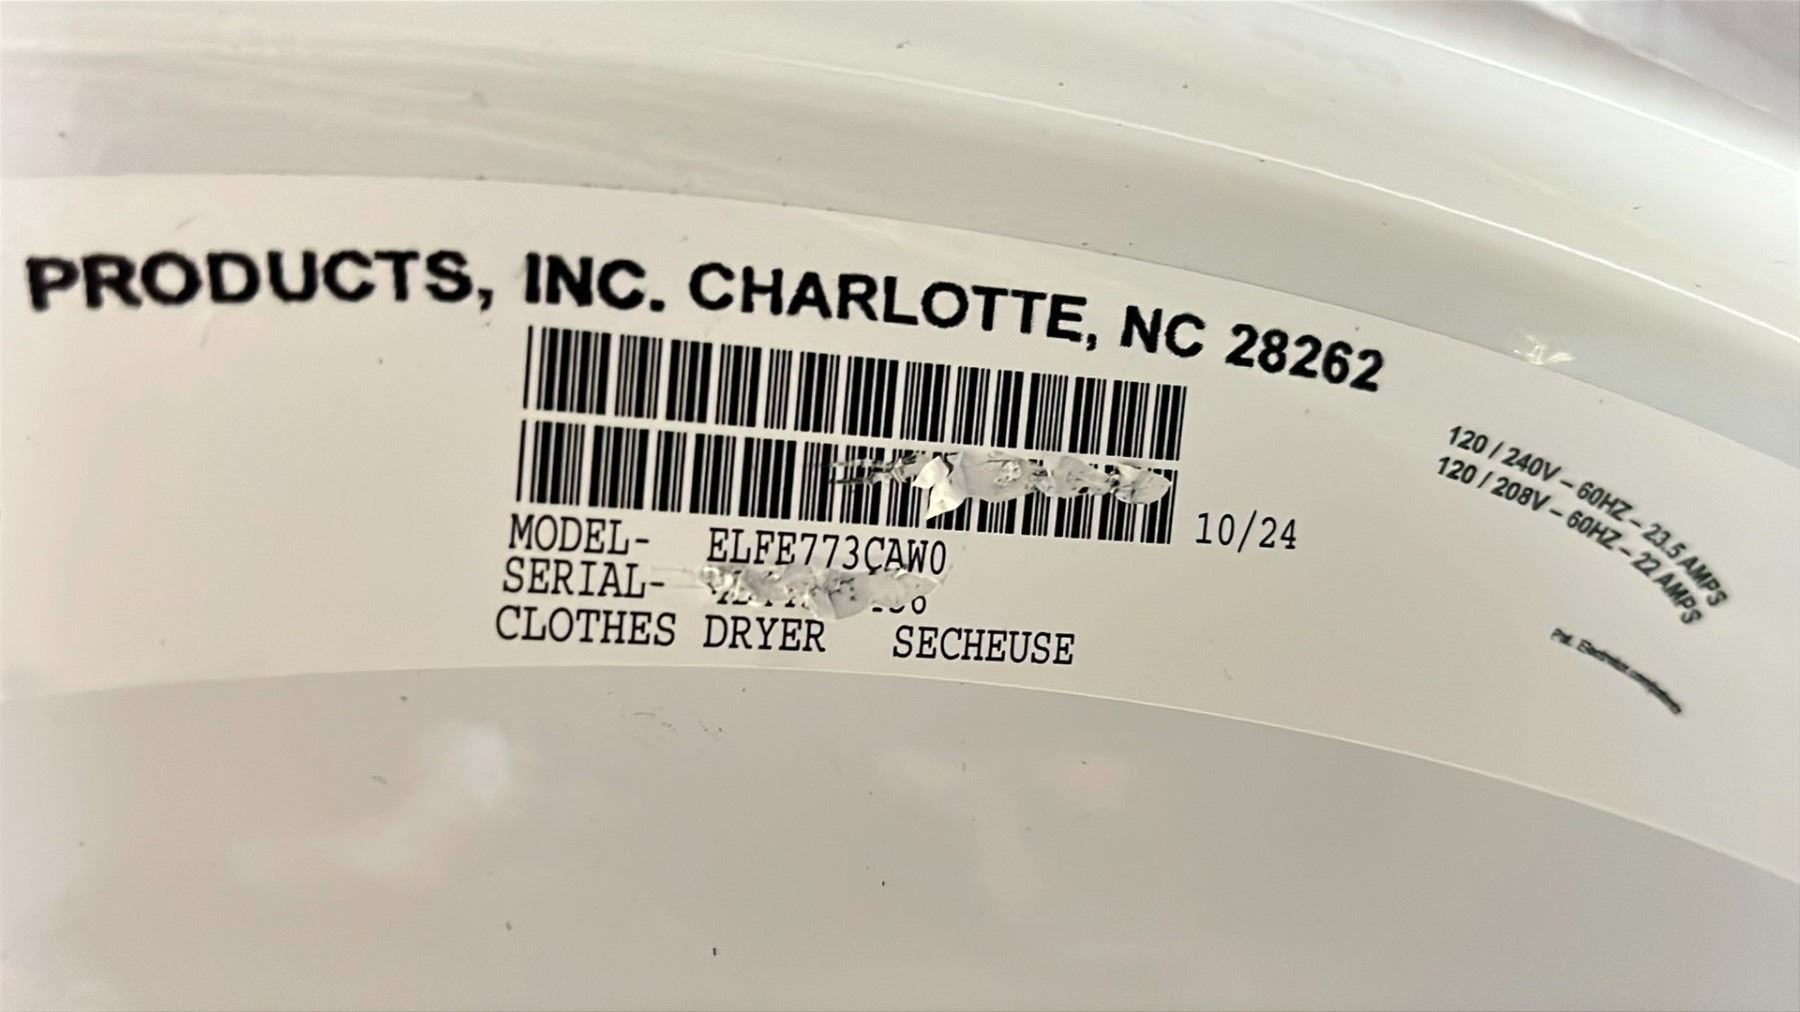 PRODUCTS, INC. CHARLOTTE, NC 28262
10/24
MODEL- ELFE773CAW0
SERIAL-
CLOTHES DRYER SECHEUSE
120 / 240V – 60HZ – 23.5 AMPS
120 / 208V – 60HZ – 22 AMPS